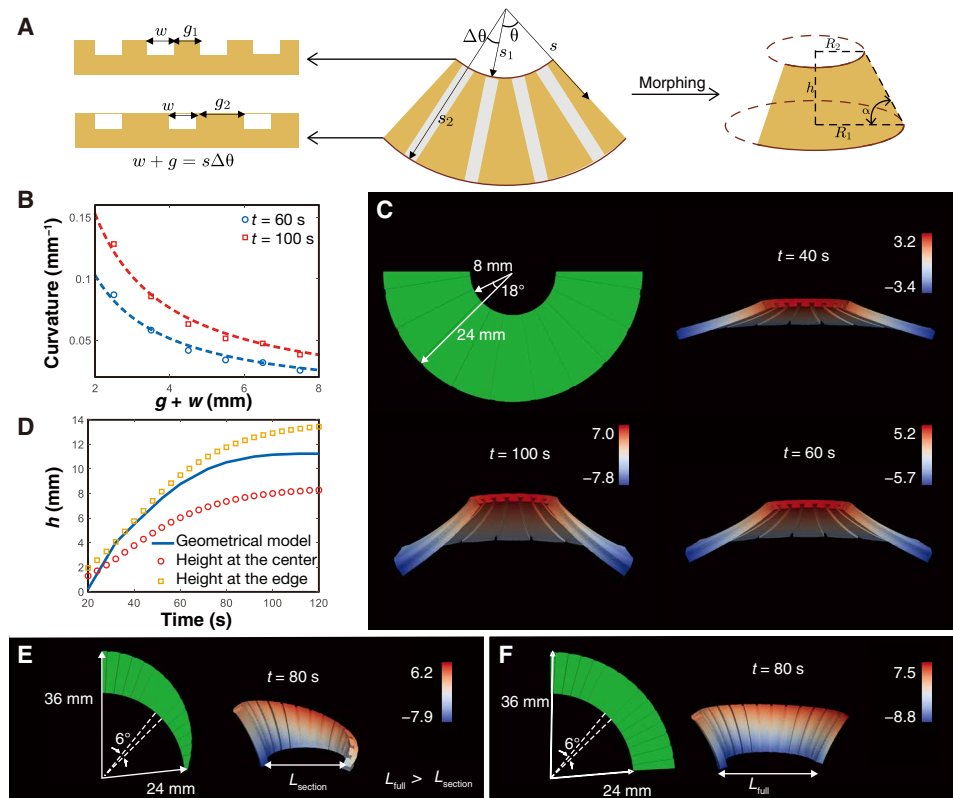 A
w
g₁
w
g₂
w + g = sΔθ
Δθ
θ
s₁
s
s₂
Morphing
R₂
h
α
R₁
B
Curvature (mm⁻¹)
0.15
0.1
0.05
t = 60 s
t = 100 s
2
4
6
8
g + w (mm)
C
8 mm
18°
24 mm
t = 40 s
3.2
−3.4
t = 100 s
7.0
−7.8
t = 60 s
5.2
−5.7
D
h (mm)
14
12
10
8
6
4
2
0
Geometrical model
Height at the center
Height at the edge
20
40
60
80
100
120
Time (s)
E
36 mm
6°
24 mm
t = 80 s
6.2
−7.9
Lsection
Lfull > Lsection
F
36 mm
6°
24 mm
t = 80 s
7.5
−8.8
Lfull